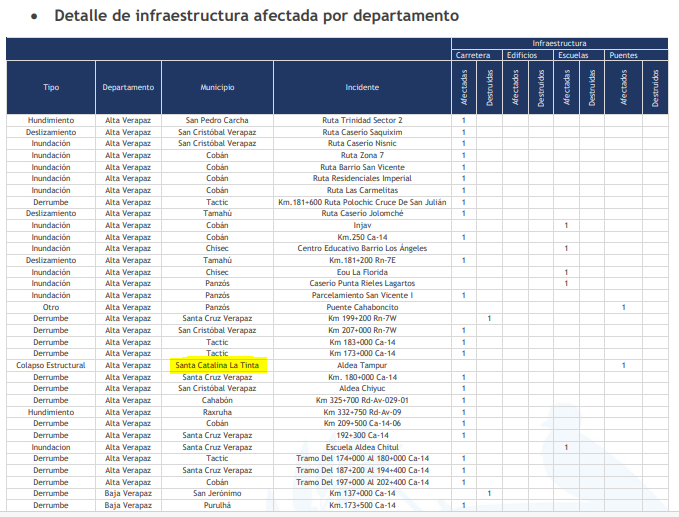 • Detalle de infraestructura afectada por departamento
Infraestructura
Carretera Edificios Escuelas Puentes
Tipo Departamento Municipio Incidente Afectadas Destruidas Afectados Destruidos Afectadas Destruidas Afectados Destruidos
Hundimiento Alta Verapaz San Pedro Carcha Ruta Trinidad Sector 2 1
Deslizamiento Alta Verapaz San Cristóbal Verapaz Ruta Caserío Saquixim 1
Inundación Alta Verapaz San Cristóbal Verapaz Ruta Caserío Nisnic 1
Inundación Alta Verapaz Cobán Ruta Zona 7 1
Inundación Alta Verapaz Cobán Ruta Barrio San Vicente 1
Inundación Alta Verapaz Cobán Ruta Residenciales Imperial 1
Inundación Alta Verapaz Cobán Ruta Las Carmelitas 1
Derrumbe Alta Verapaz Tactic Km.181+600 Ruta Polochic Cruce De San Julián 1
Deslizamiento Alta Verapaz Tamahú Ruta Caserío Jolomché 1
Inundación Alta Verapaz Cobán Injav 1
Inundación Alta Verapaz Cobán Km.250 Ca-14 1
Inundación Alta Verapaz Chisec Centro Educativo Barrio Los Ángeles 1
Deslizamiento Alta Verapaz Tamahú Km.181+200 Rn-7E 1
Inundación Alta Verapaz Chisec Eou La Florida 1
Inundación Alta Verapaz Panzós Caserío Punta Rieles Lagartos 1
Inundación Alta Verapaz Panzós Parcelamiento San Vicente I 1
Otro Alta Verapaz Panzós Puente Cahaboncito 1
Derrumbe Alta Verapaz Santa Cruz Verapaz Km 199+200 Rn-7W 1
Derrumbe Alta Verapaz San Cristóbal Verapaz Km 207+000 Rn-7W 1
Derrumbe Alta Verapaz Tactic Km 183+000 Ca-14 1
Derrumbe Alta Verapaz Tactic Km 173+000 Ca-14 1
Colapso Estructural Alta Verapaz Santa Catalina La Tinta Aldea Tampur 1
Derrumbe Alta Verapaz Santa Cruz Verapaz Km. 180+000 Ca-14 1
Derrumbe Alta Verapaz San Cristóbal Verapaz Aldea Chiyuc 1
Derrumbe Alta Verapaz Cahabón Km 325+700 Rd-Av-029-01 1
Hundimiento Alta Verapaz Raxruha Km 332+750 Rd-Av-09 1
Derrumbe Alta Verapaz Cobán Km 209+500 Ca-14-06 1
Derrumbe Alta Verapaz Santa Cruz Verapaz 192+300 Ca-14 1
Inundacion Alta Verapaz Santa Cruz Verapaz Escuela Aldea Chitul 1
Derrumbe Alta Verapaz Tactic Tramo Del 174+000 Al 180+000 Ca-14 1
Derrumbe Alta Verapaz Santa Cruz Verapaz Tramo Del 187+200 Al 194+400 Ca-14 1
Derrumbe Alta Verapaz Cobán Tramo Del 197+000 Al 202+400 Ca-14 1
Derrumbe Baja Verapaz San Jerónimo Km 137+000 Ca-14 1
Derrumbe Baja Verapaz Purulhá Km.173+500 Ca-14 1